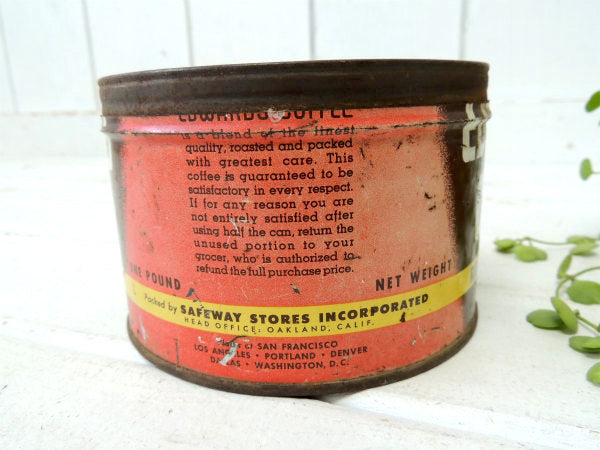 EDWARDS COFFEE
is a blend of the finest
quality, roasted and packed
with greatest care. This
coffee is guaranteed to be
satisfactory in every respect.
If for any reason you are
not entirely satisfied after
using half the can, return the
unused portion to your
grocer, who is authorized to
refund the full purchase price.
ONE POUND NET WEIGHT
Packed by SAFEWAY STORES INCORPORATED
HEAD OFFICE: OAKLAND, CALIF.
SAN FRANCISCO
LOS ANGELES • PORTLAND • DENVER
DALLAS • WASHINGTON, D.C.